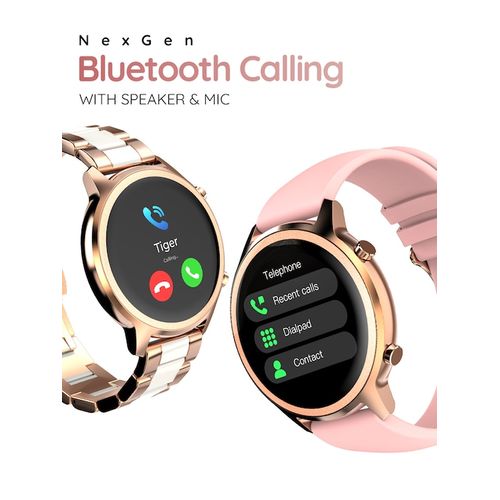 NexGen
Bluetooth Calling
WITH SPEAKER & MIC
Tiger
Calling...
Telephone
Recent calls
Dialpad
Contact